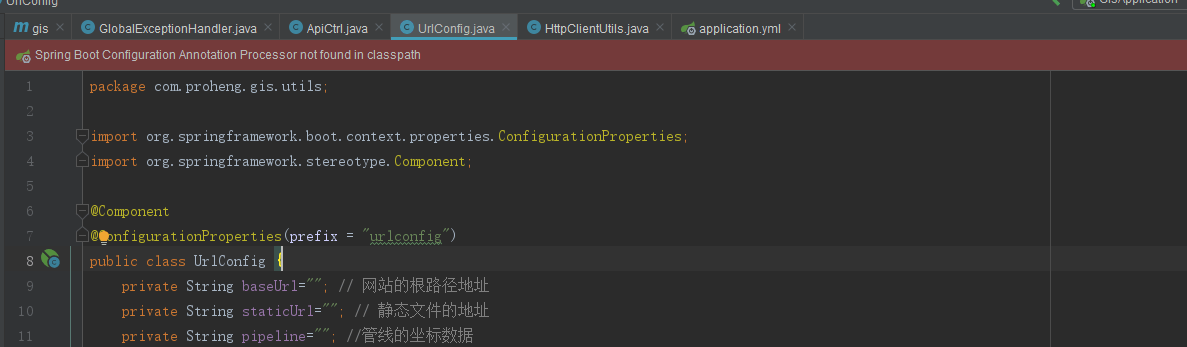 UrlConfig
GisApplication
m gis GlobalExceptionHandler.java ApiCtrl.java UrlConfig.java HttpClientUtils.java application.yml
Spring Boot Configuration Annotation Processor not found in classpath
1 package com.proheng.gis.utils;
2
3 import org.springframework.boot.context.properties.ConfigurationProperties;
4 import org.springframework.stereotype.Component;
5
6 @Component
7 @ConfigurationProperties(prefix = "urlconfig")
8 public class UrlConfig {
9 private String baseUrl=""; // 网站的根路径地址
10 private String staticUrl=""; // 静态文件的地址
11 private String pipeline=""; //管线的坐标数据